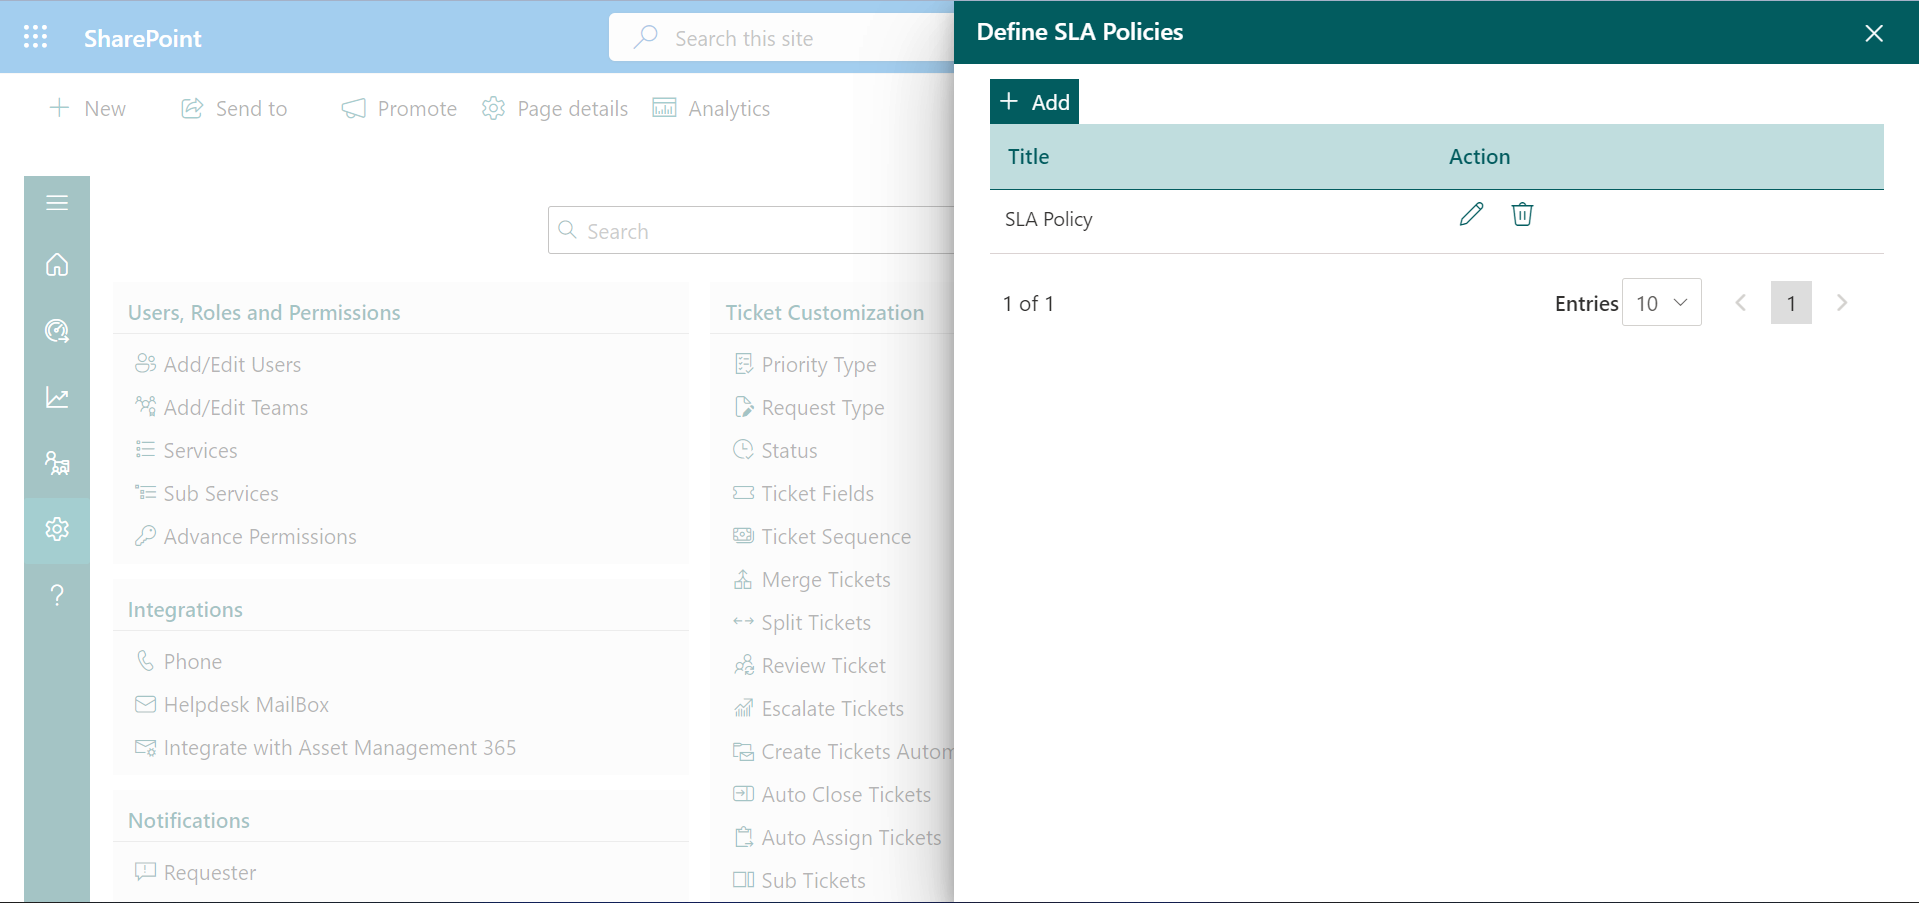 SharePoint
Search this site
New
Send to
Promote
Page details
Analytics
Search
Users, Roles and Permissions
Add/Edit Users
Add/Edit Teams
Services
Sub Services
Advance Permissions
Integrations
Phone
Helpdesk MailBox
Integrate with Asset Management 365
Notifications
Requester
Ticket Customization
Priority Type
Request Type
Status
Ticket Fields
Ticket Sequence
Merge Tickets
Split Tickets
Review Ticket
Escalate Tickets
Create Tickets Autom
Auto Close Tickets
Auto Assign Tickets
Sub Tickets
Define SLA Policies
Add
Title Action
SLA Policy
1 of 1 Entries 10 1